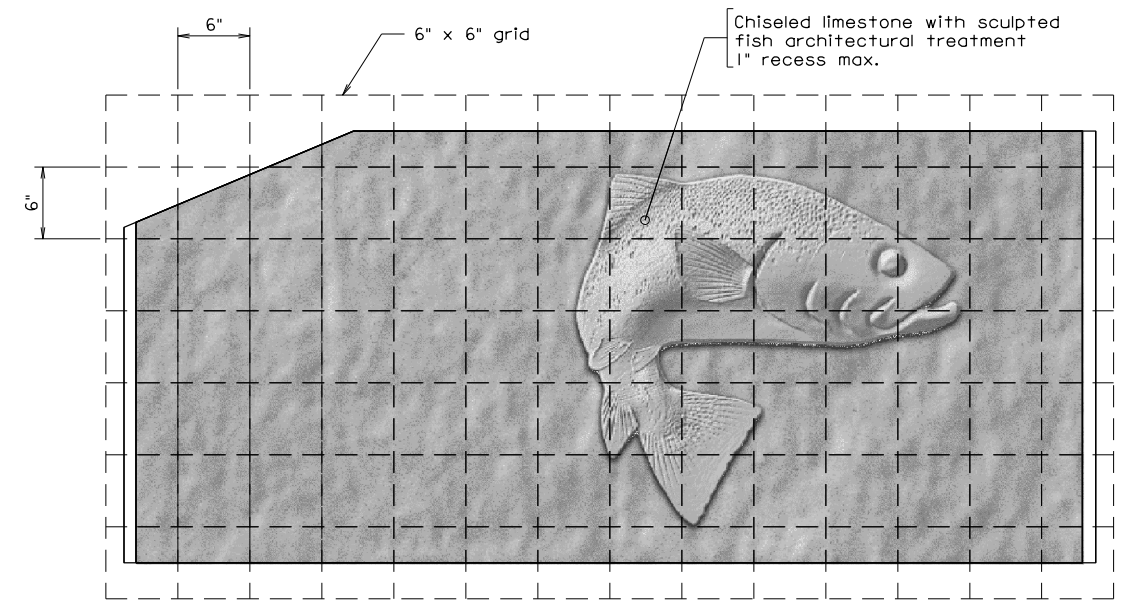 6"
6" x 6" grid
Chiseled limestone with sculpted
fish architectural treatment
1" recess max.
6"